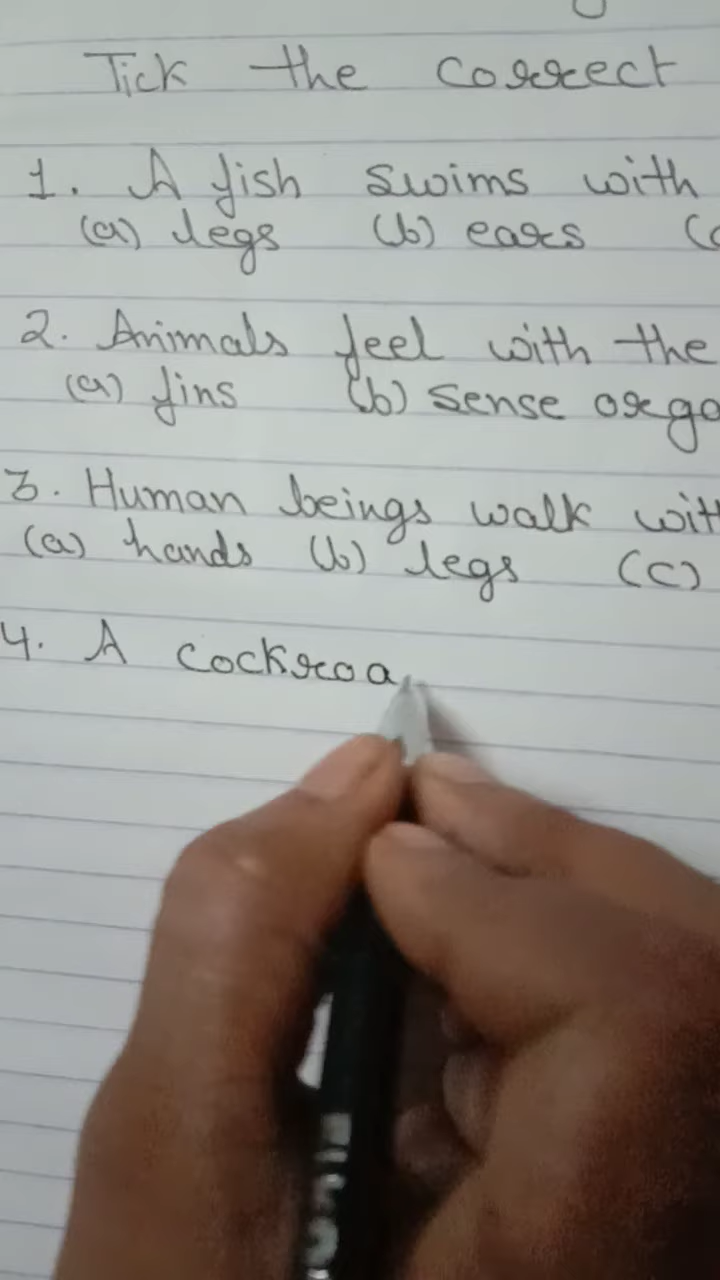 Tick the correct
1. A fish swims with
(a) legs (b) ears (c
2. Animals feel with the
(a) fins (b) sense orga
3. Human beings walk wit
(a) hands (b) legs (c)
4. A cockroa